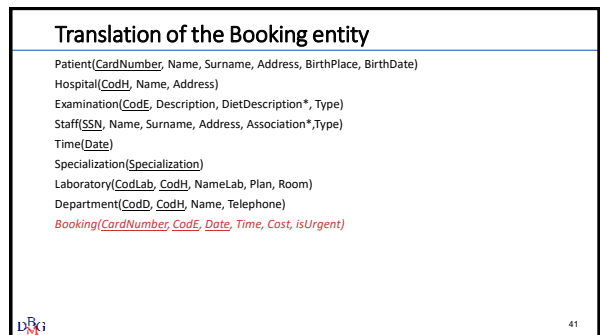 Translation of the Booking entity
Patient(CardNumber, Name, Surname, Address, BirthPlace, BirthDate)
Hospital(CodH, Name, Address)
Examination(CodE, Description, DietDescription*, Type)
Staff(SSN, Name, Surname, Address, Association*,Type)
Time(Date)
Specialization(Specialization)
Laboratory(CodLab, CodH, NameLab, Plan, Room)
Department(CodD, CodH, Name, Telephone)
Booking(CardNumber, CodE, Date, Time, Cost, isUrgent)
DBMG
41